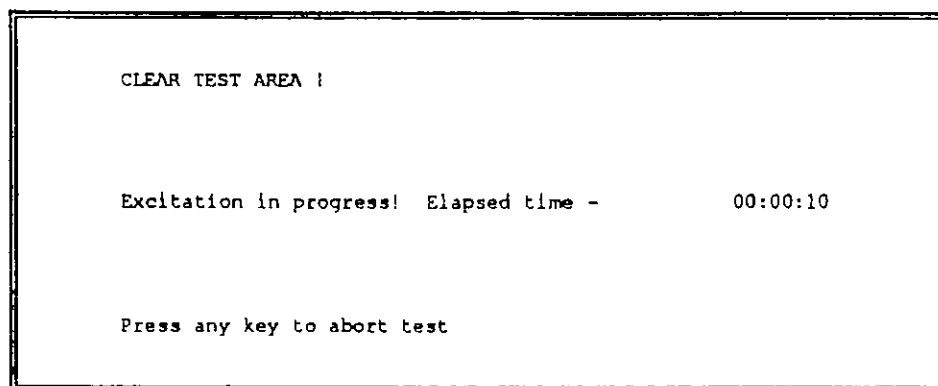 CLEAR TEST AREA !
Excitation in progress! Elapsed time - 00:00:10
Press any key to abort test